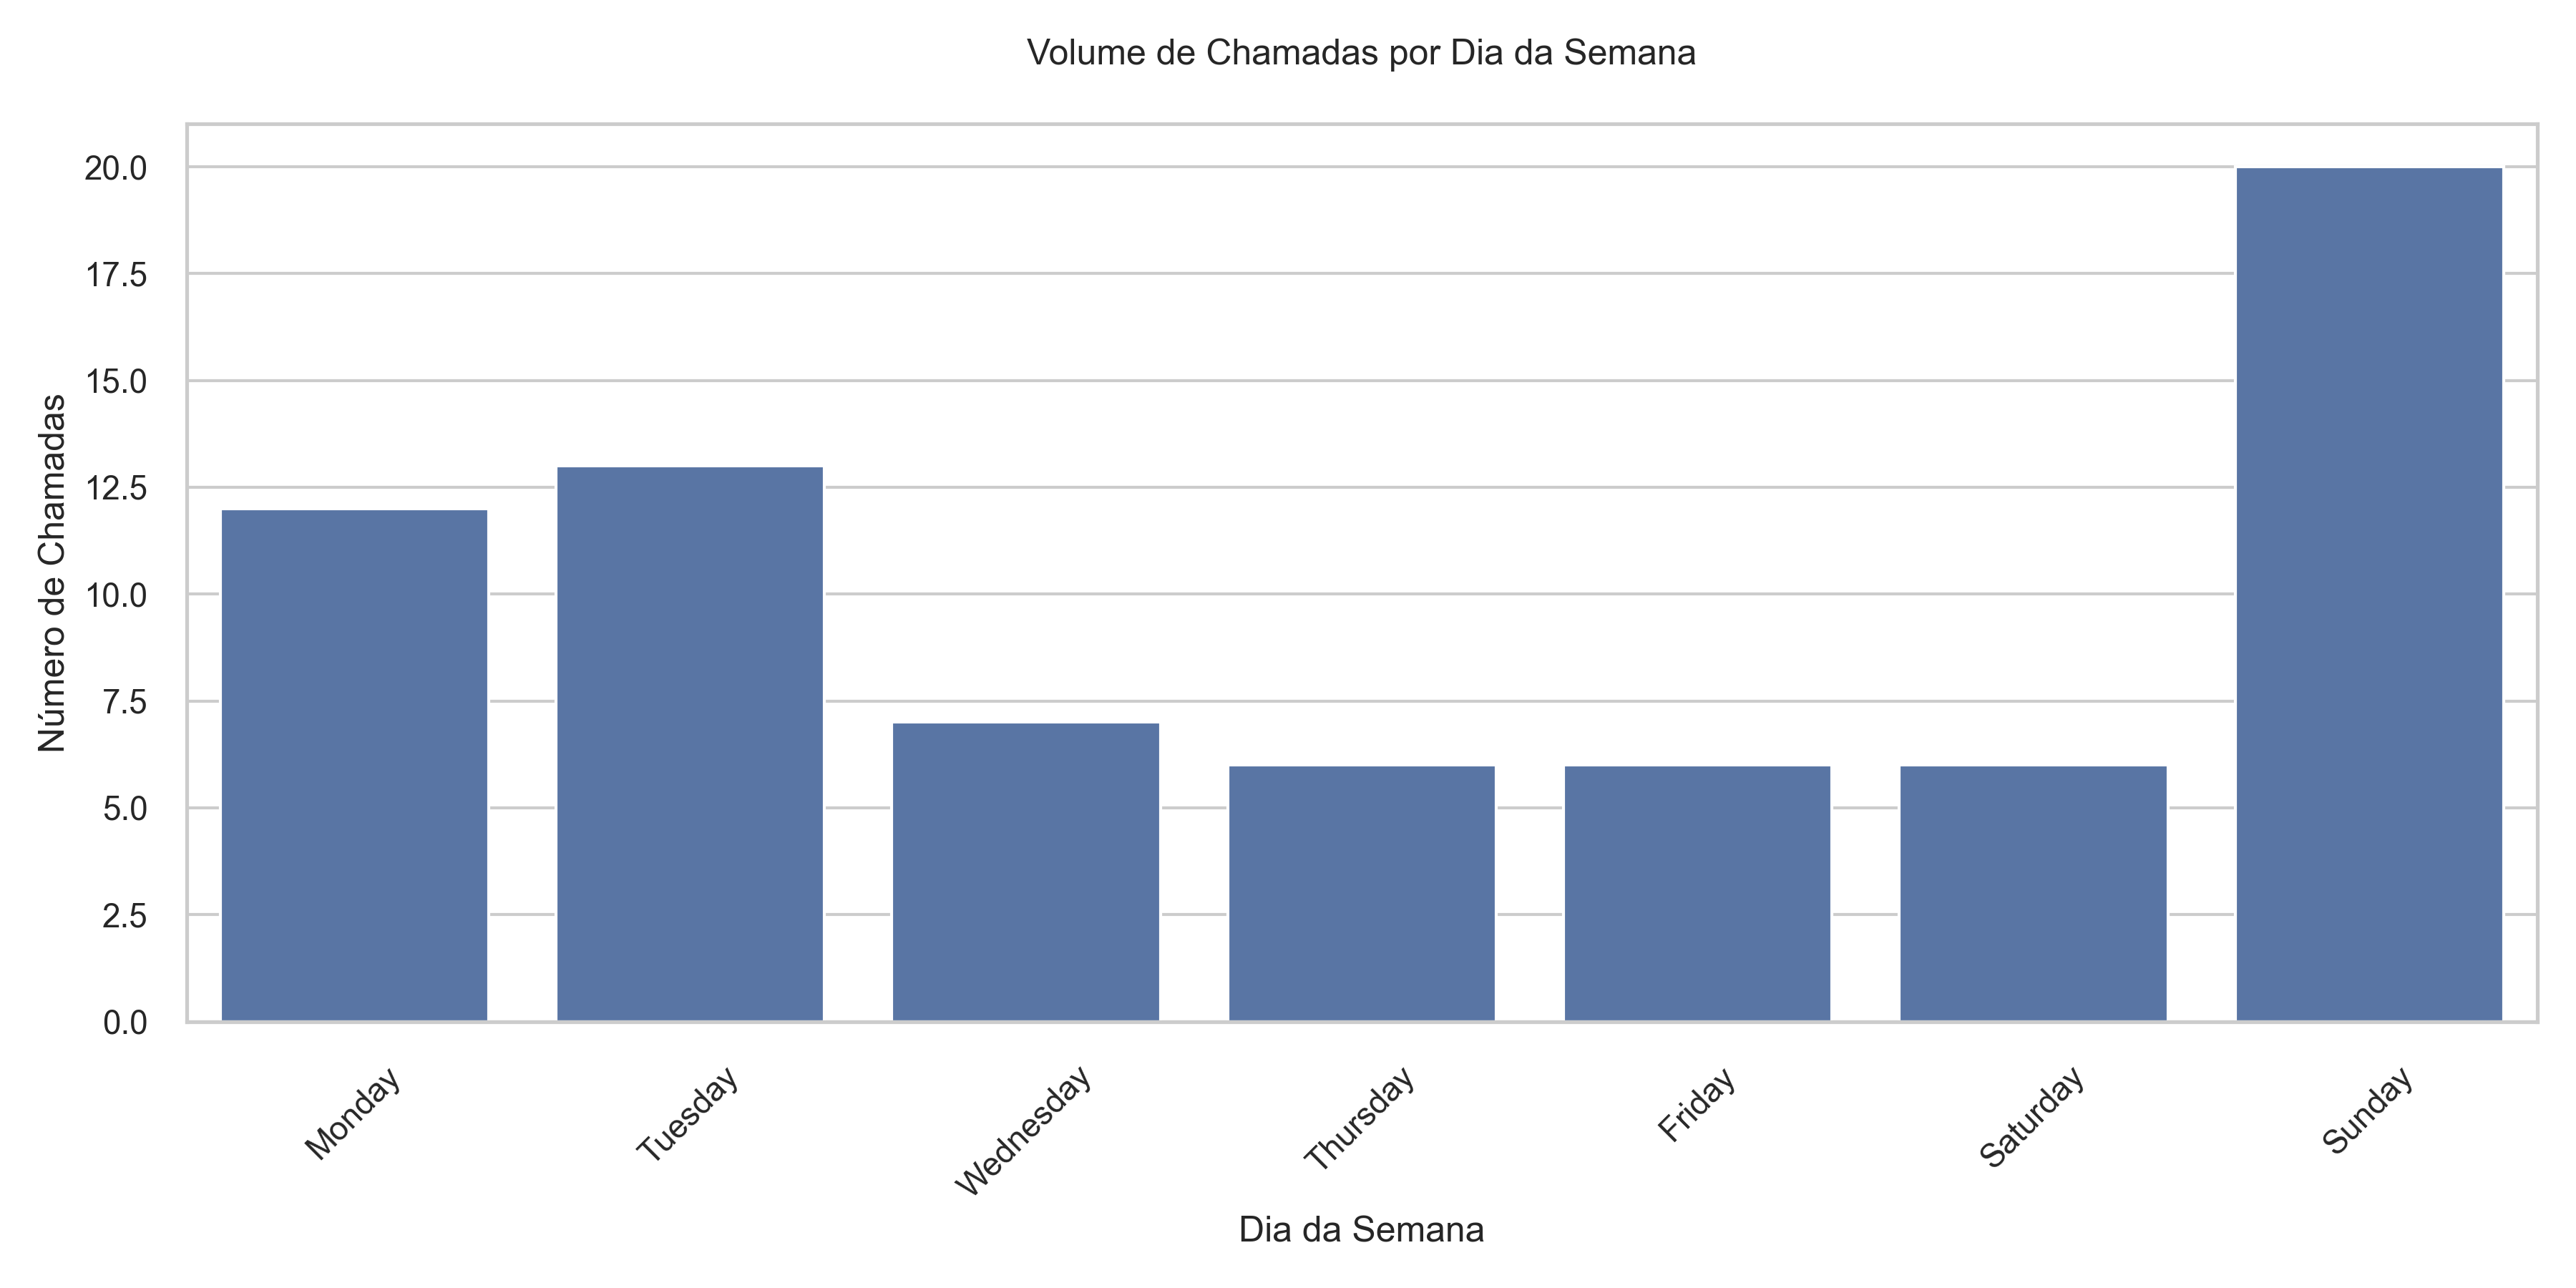 Volume de Chamadas por Dia da Semana
Número de Chamadas
20.0
17.5
15.0
12.5
10.0
7.5
5.0
2.5
0.0
Monday
Tuesday
Wednesday
Thursday
Friday
Saturday
Sunday
Dia da Semana